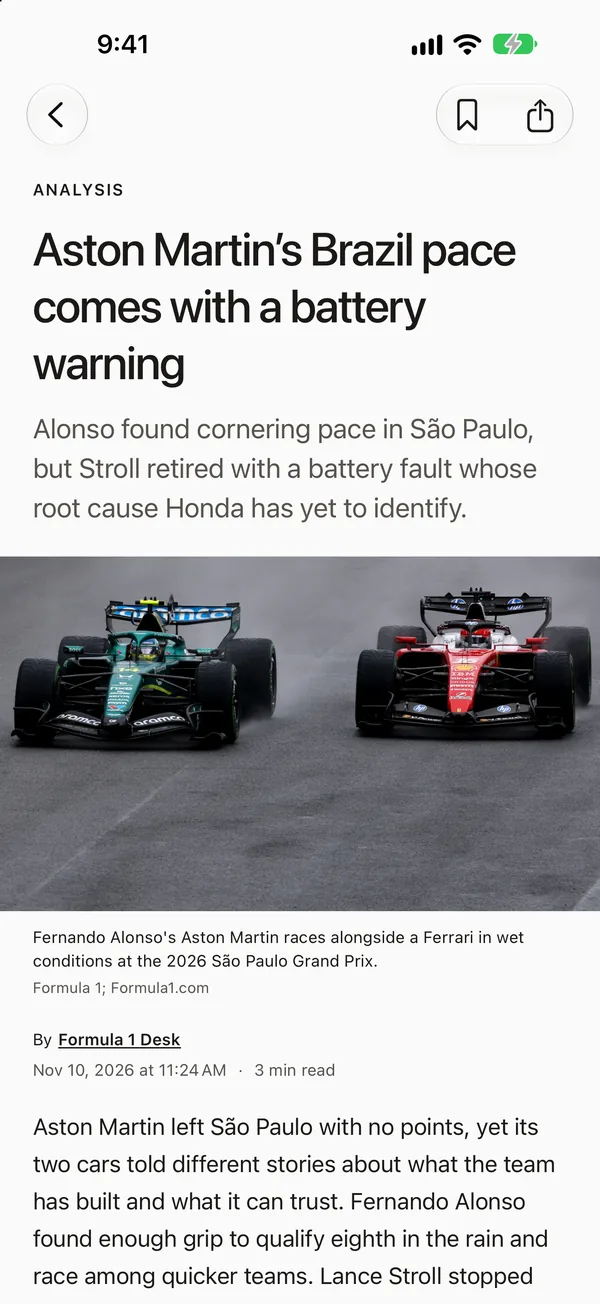 9:41
ANALYSIS
Aston Martin’s Brazil pace
comes with a battery
warning
Alonso found cornering pace in São Paulo,
but Stroll retired with a battery fault whose
root cause Honda has yet to identify.
aramco
aramco
aramco
hp
hp
Fernando Alonso's Aston Martin races alongside a Ferrari in wet
conditions at the 2026 São Paulo Grand Prix.
Formula 1; Formula1.com
By Formula 1 Desk
Nov 10, 2026 at 11:24 AM · 3 min read
Aston Martin left São Paulo with no points, yet its
two cars told different stories about what the team
has built and what it can trust. Fernando Alonso
found enough grip to qualify eighth in the rain and
race among quicker teams. Lance Stroll stopped